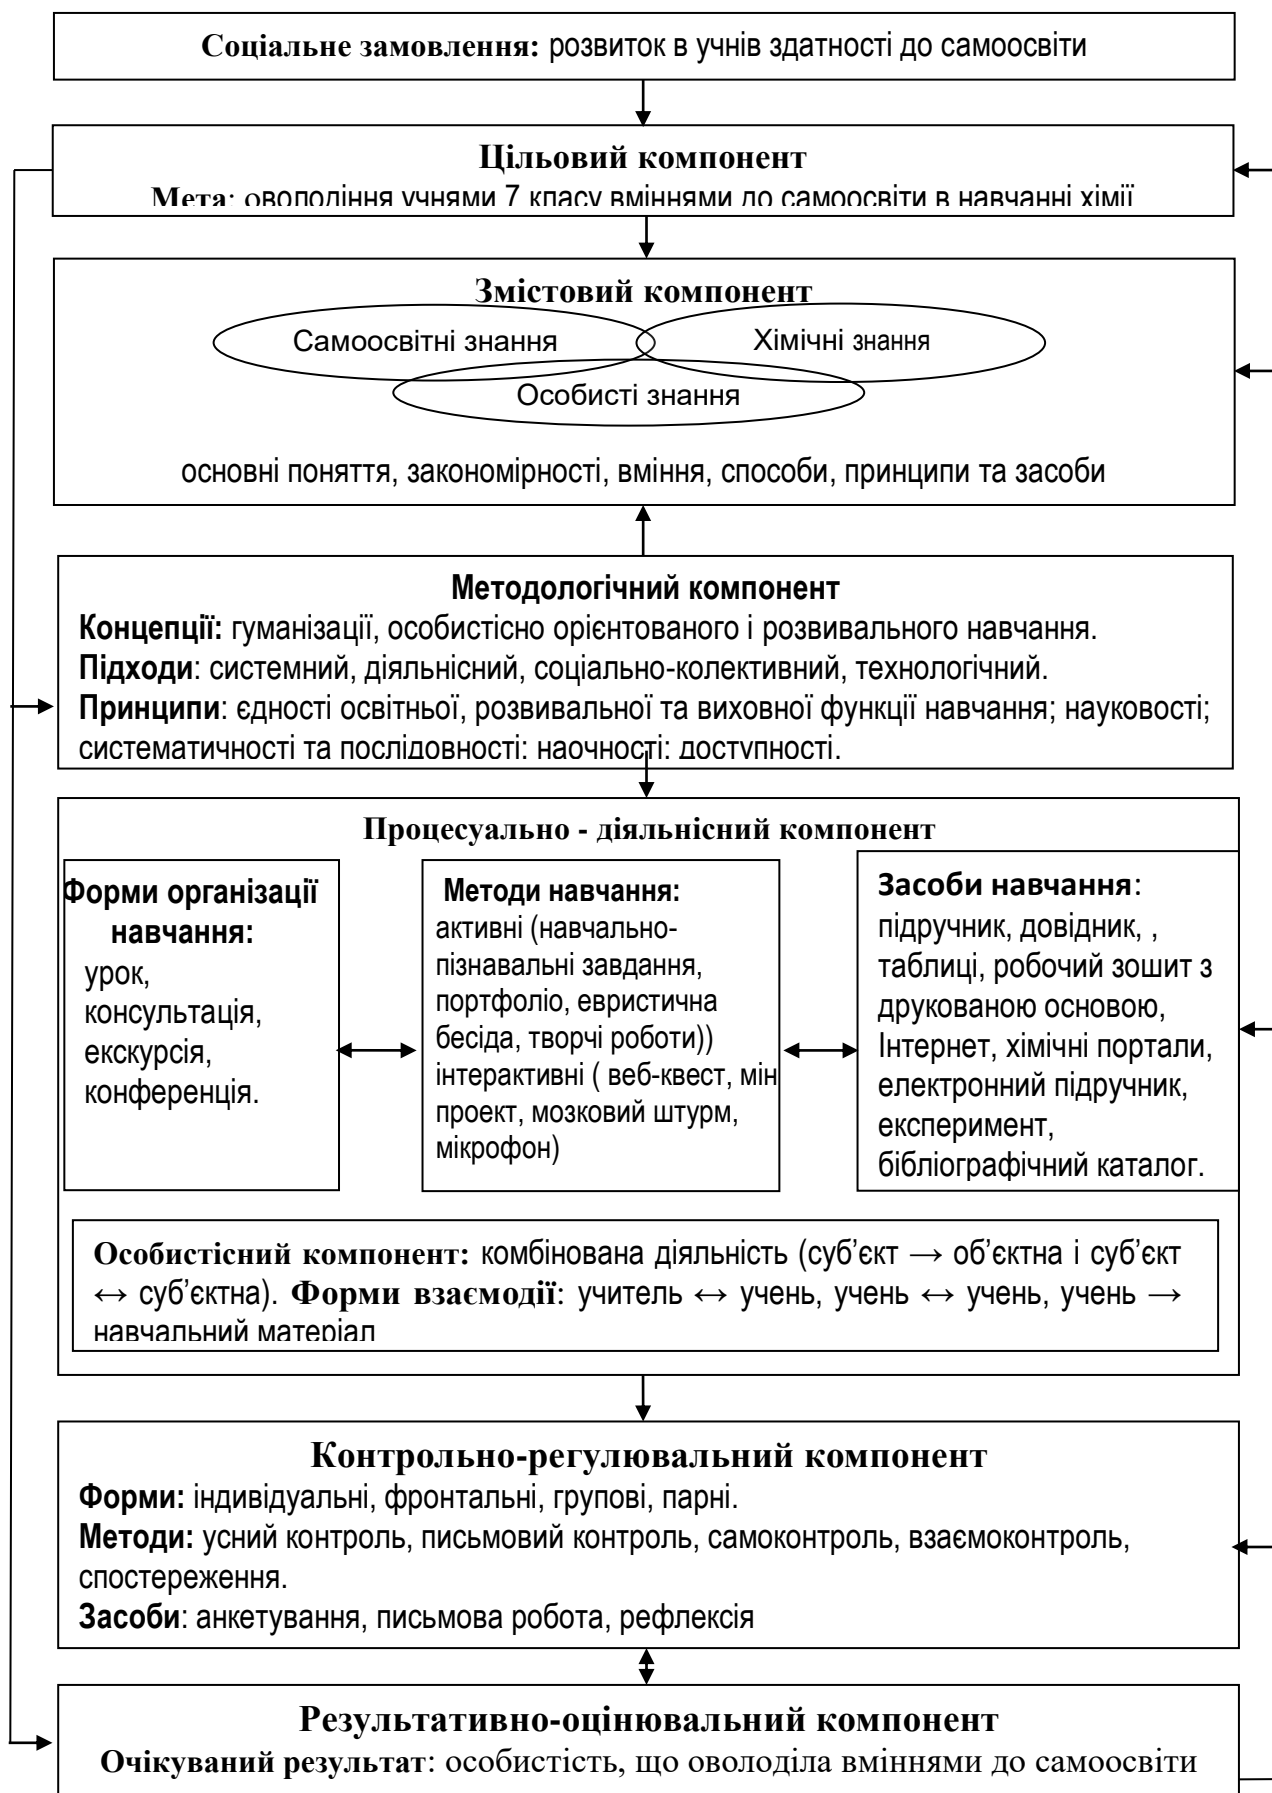 Соціальне замовлення: розвиток в учнів здатності до самоосвіти
Цільовий компонент
Мета: оволодіння учнями 7 класу вміннями до самоосвіти в навчанні хімії
Змістовий компонент
Самоосвітні знання
Хімічні знання
Особисті знання
основні поняття, закономірності, вміння, способи, принципи та засоби
Методологічний компонент
Концепції: гуманізації, особистісно орієнтованого і розвивального навчання.
Підходи: системний, діяльнісний, соціально-колективний, технологічний.
Принципи: єдності освітньої, розвивальної та виховної функції навчання; науковості;
систематичності та послідовності; наочності; доступності.
Процесуально - діяльнісний компонент
Форми організації
навчання:
урок,
консультація,
екскурсія,
конференція.
Методи навчання:
активні (навчально-
пізнавальні завдання,
портфоліо, евристична
бесіда, творчі роботи))
інтерактивні ( веб-квест, мін
проект, мозковий штурм,
мікрофон)
Засоби навчання:
підручник, довідник, ,
таблиці, робочий зошит з
друкованою основою,
Інтернет, хімічні портали,
електронний підручник,
експеримент,
бібліографічний каталог.
Особистісний компонент: комбінована діяльність (суб’єкт → об’єктна і суб’єкт
↔ суб’єктна). Форми взаємодії: учитель ↔ учень, учень ↔ учень, учень →
навчальний матеріал
Контрольно-регулювальний компонент
Форми: індивідуальні, фронтальні, групові, парні.
Методи: усний контроль, письмовий контроль, самоконтроль, взаємоконтроль,
спостереження.
Засоби: анкетування, письмова робота, рефлексія
Результативно-оцінювальний компонент
Очікуваний результат: особистість, що оволоділа вміннями до самоосвіти